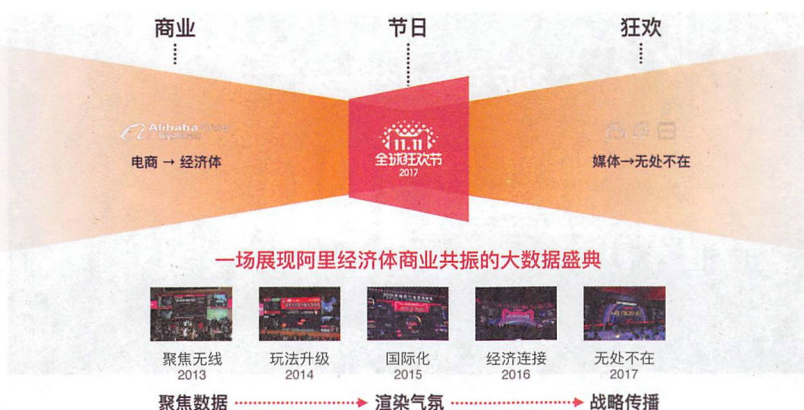 商业
节日
狂欢
Alibaba
11.11
全球狂欢节
2017
电商 → 经济体
媒体→无处不在
一场展现阿里经济体商业共振的大数据盛典
聚焦无线
2013
玩法升级
2014
国际化
2015
经济连接
2016
无处不在
2017
聚焦数据
渲染气氛
战略传播